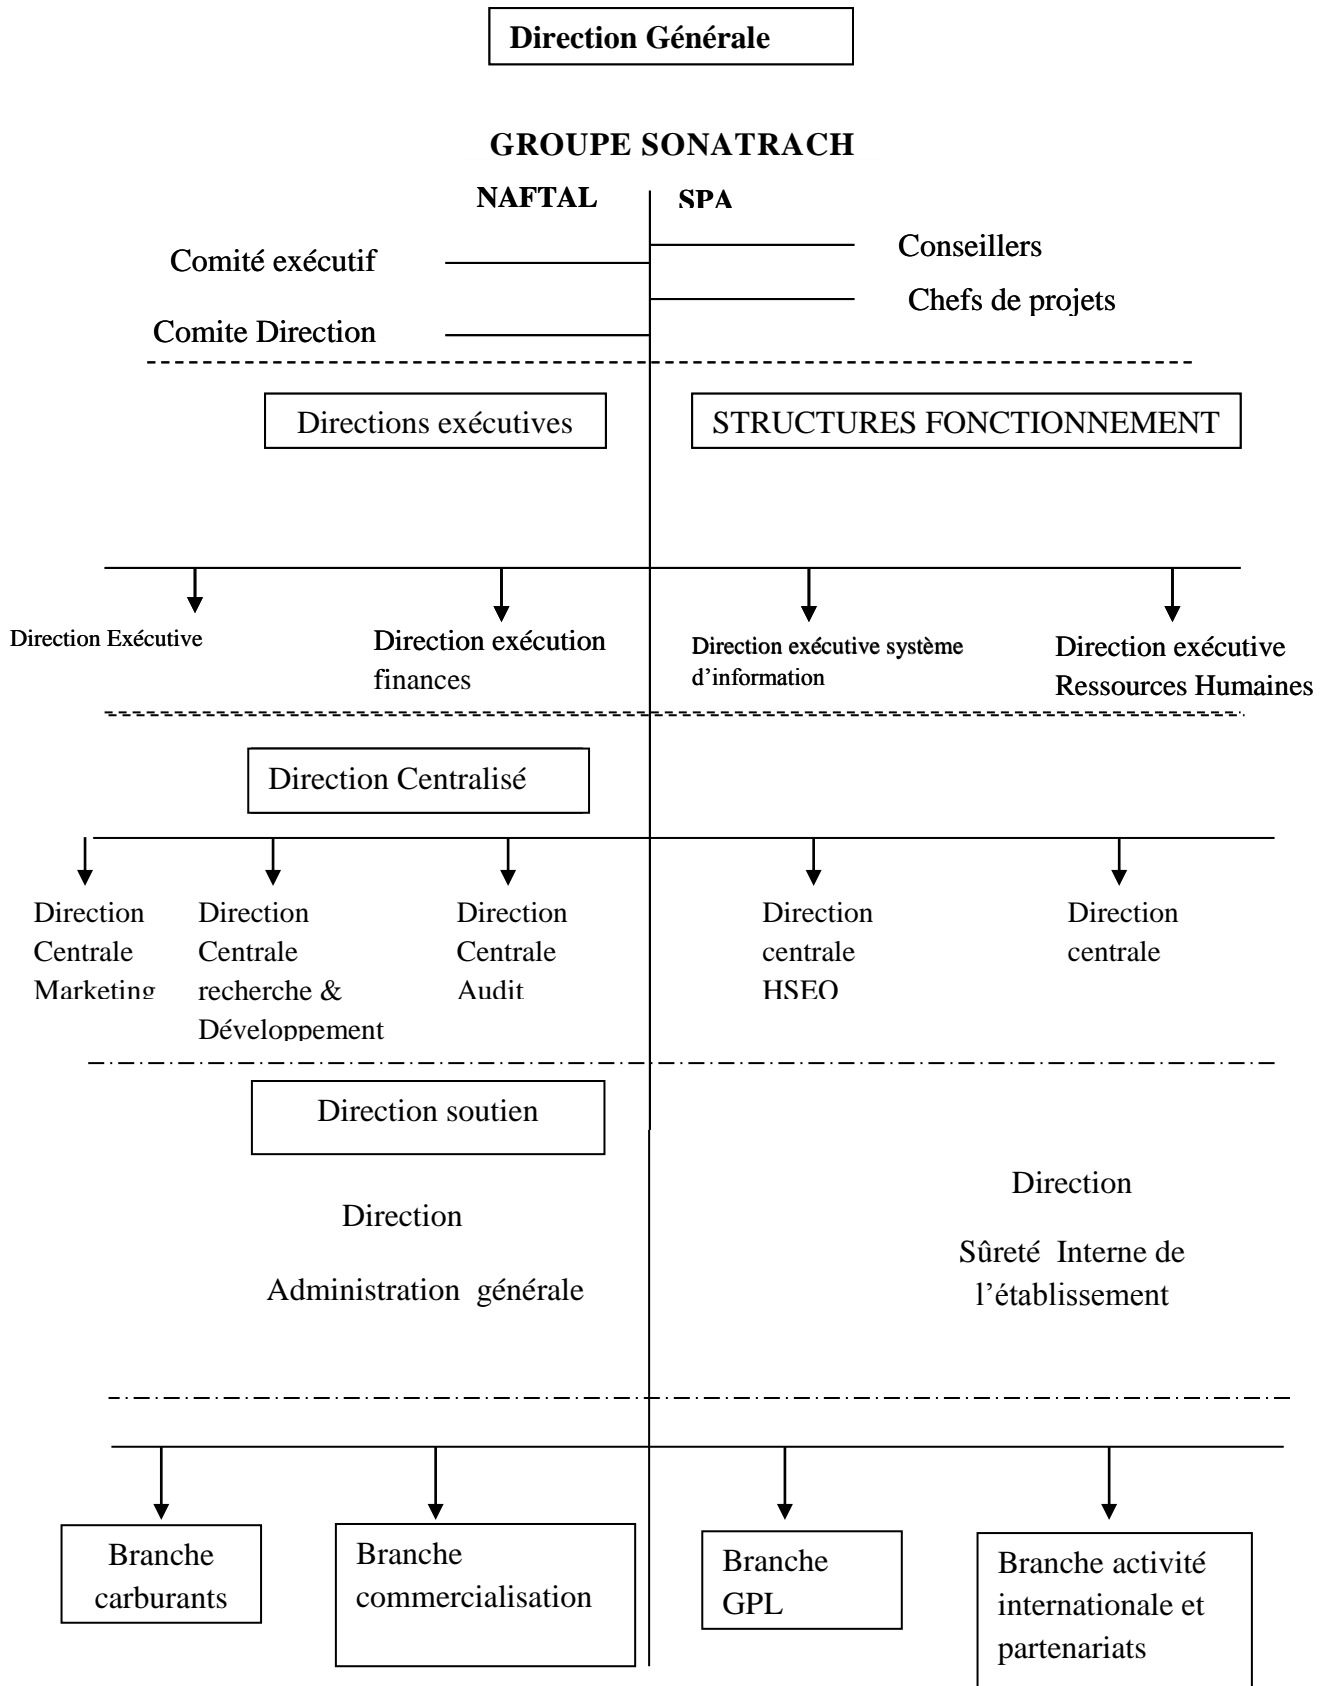 Direction Générale
GROUPE SONATRACH
NAFTAL SPA
Comité exécutif
Conseillers
Chefs de projets
Comite Direction
Directions exécutives
STRUCTURES FONCTIONNEMENT
Direction Exécutive
Direction exécution
finances
Direction exécutive système
d’information
Direction exécutive
Ressources Humaines
Direction Centralisé
Direction
Centrale
Marketing
Direction
Centrale
recherche &
Développement
Direction
Centrale
Audit
Direction
centrale
HSEQ
Direction
centrale
Direction soutien
Direction
Administration générale
Direction
Sûreté Interne de
l’établissement
Branche
carburants
Branche
commercialisation
Branche
GPL
Branche activité
internationale et
partenariats